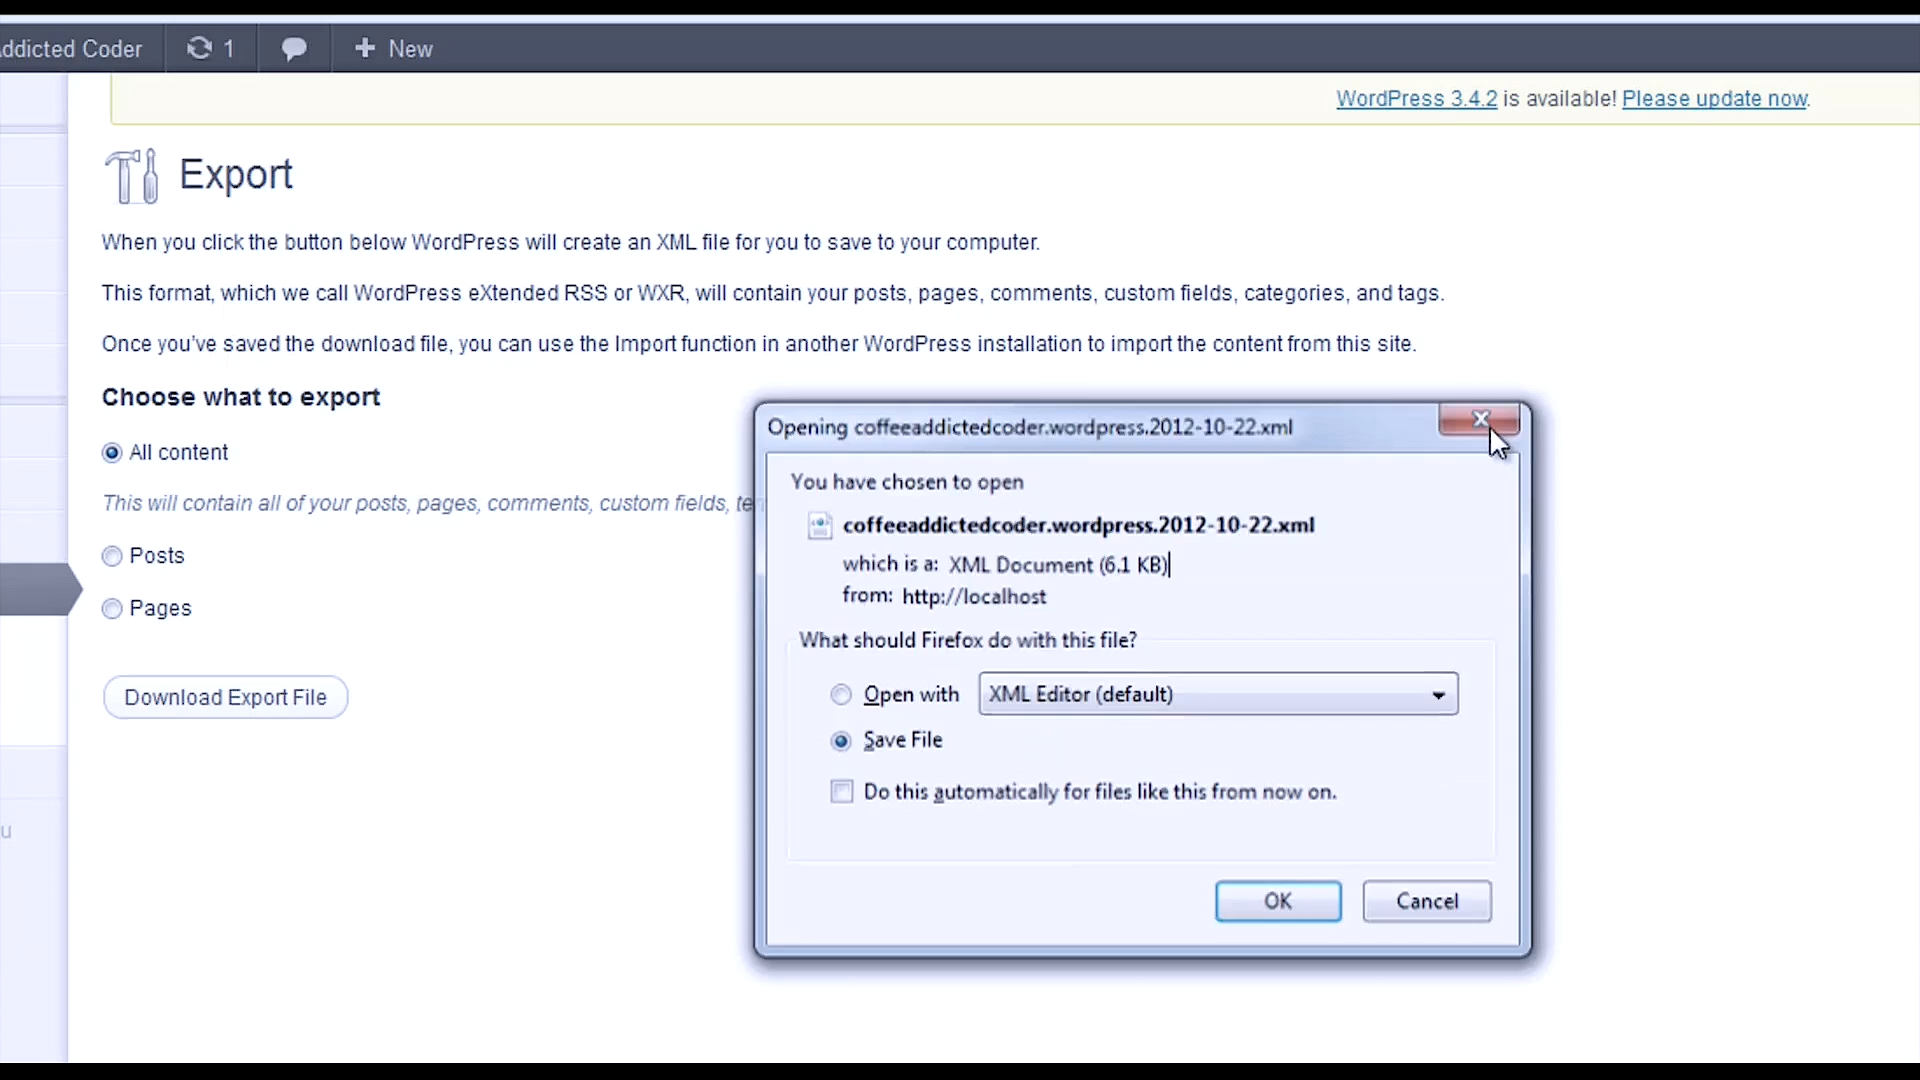 ddicted Coder 1 New
WordPress 3.4.2 is available! Please update now.
Export
When you click the button below WordPress will create an XML file for you to save to your computer.
This format, which we call WordPress eXtended RSS or WXR, will contain your posts, pages, comments, custom fields, categories, and tags.
Once you've saved the download file, you can use the Import function in another WordPress installation to import the content from this site.
Choose what to export
All content
This will contain all of your posts, pages, comments, custom fields, ter
Posts
Pages
Download Export File
u
Opening coffeeaddictedcoder.wordpress.2012-10-22.xml
You have chosen to open
coffeeaddictedcoder.wordpress.2012-10-22.xml
which is a: XML Document (6.1 KB)
from: http://localhost
What should Firefox do with this file?
Open with XML Editor (default)
Save File
Do this automatically for files like this from now on.
OK Cancel